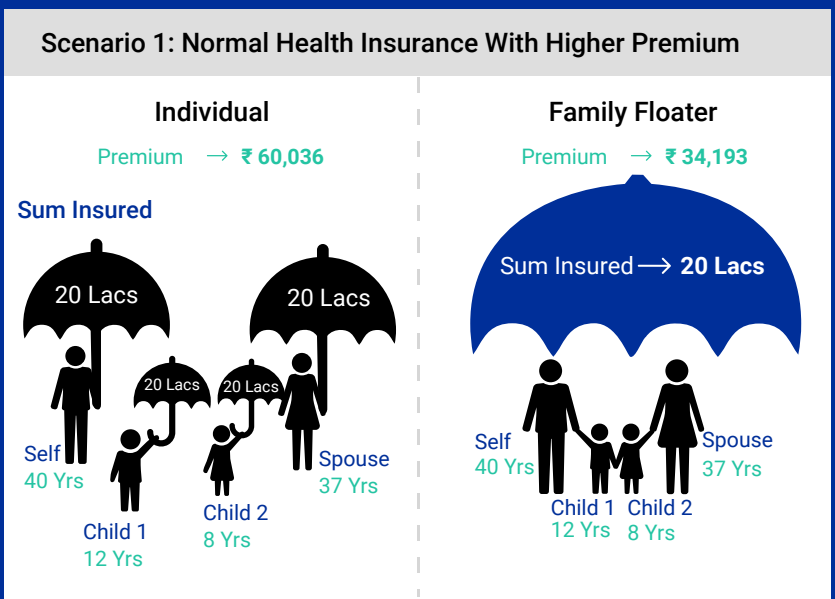 Scenario 1: Normal Health Insurance With Higher Premium
Individual
Premium → ₹ 60,036
Sum Insured
20 Lacs
20 Lacs
20 Lacs
20 Lacs
Self
40 Yrs
Spouse
37 Yrs
Child 1
12 Yrs
Child 2
8 Yrs
Family Floater
Premium → ₹ 34,193
Sum Insured → 20 Lacs
Self
40 Yrs
Spouse
37 Yrs
Child 1
12 Yrs
Child 2
8 Yrs